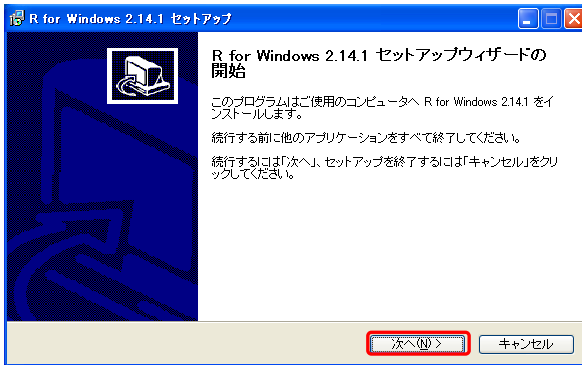 R for Windows 2.14.1 セットアップ
R for Windows 2.14.1 セットアップウィザードの
開始
このプログラムはご使用のコンピュータへ R for Windows 2.14.1 をイ
ンストールします。
続行する前に他のアプリケーションをすべて終了してください。
続行するには「次へ」、セットアップを終了するには「キャンセル」をクリ
ックしてください。
次へ(N) >
キャンセル